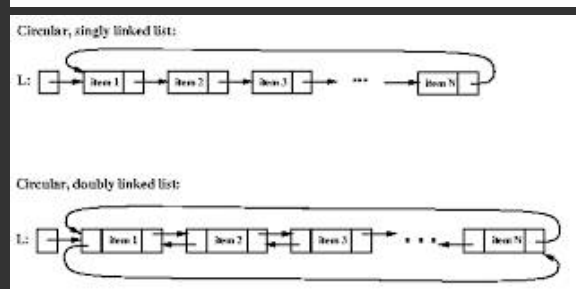 Circular, singly linked list:
L: item 1 item 2 item 3 ... item N
Circular, doubly linked list:
L: item 1 item 2 item 3 . . . item N